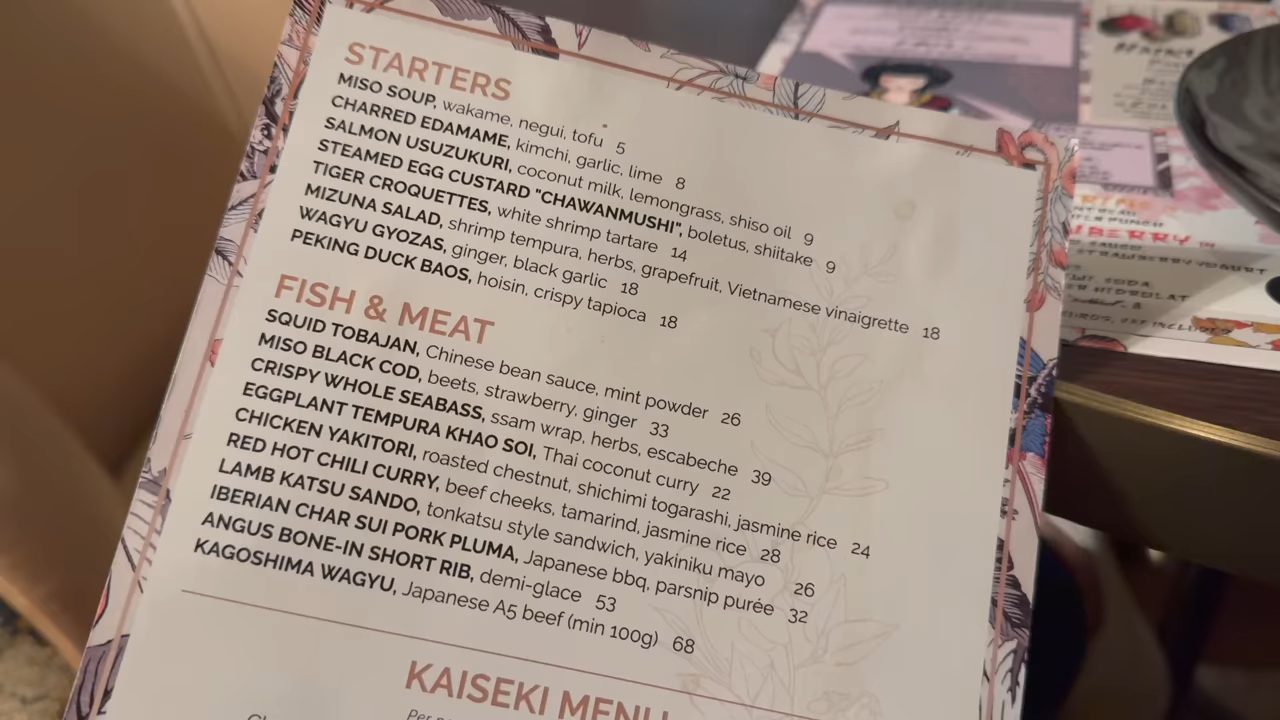 STARTERS
MISO SOUP, wakame, negui, tofu 5
CHARRED EDAMAME, kimchi, garlic, lime 8
SALMON USUZUKURI, coconut milk, lemongrass, shiso oil 9
STEAMED EGG CUSTARD "CHAWANMUSHI", boletus, shiitake 9
TIGER CROQUETTES, white shrimp tartare 14
MIZUNA SALAD, shrimp tempura, herbs, grapefruit, Vietnamese vinaigrette 18
WAGYU GYOZAS, ginger, black garlic 18
PEKING DUCK BAOS, hoisin, crispy tapioca 18
FISH & MEAT
SQUID TOBAJAN, Chinese bean sauce, mint powder 26
MISO BLACK COD, beets, strawberry, ginger 33
CRISPY WHOLE SEABASS, ssam wrap, herbs, escabeche 39
EGGPLANT TEMPURA KHAO SOI, Thai coconut curry 22
CHICKEN YAKITORI, roasted chestnut, shichimi togarashi, jasmine rice 24
RED HOT CHILI CURRY, beef cheeks, tamarind, jasmine rice 28
LAMB KATSU SANDO, tonkatsu style sandwich, yakiniku mayo 26
IBERIAN CHAR SUI PORK PLUMA, Japanese bbq, parsnip purée 32
ANGUS BONE-IN SHORT RIB, demi-glace 53
KAGOSHIMA WAGYU, Japanese A5 beef (min 100g) 68
KAISEKI MENU
Per
PUNCH
SAUCE
STRAWBERRY YOGURT
SODA